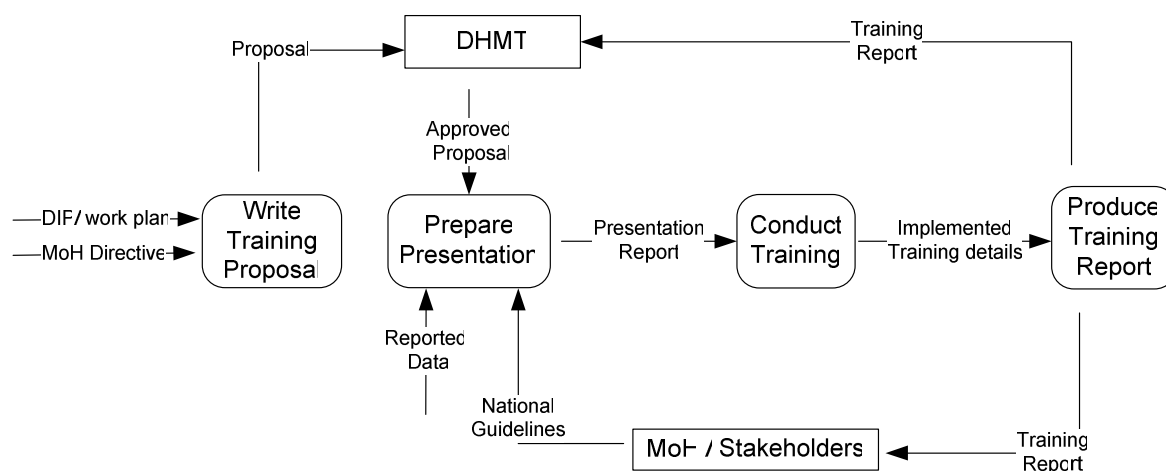 Proposal
DHMT
Training
Report
Approved
Proposal
DIF/ work plan
MoH Directive
Write
Training
Proposal
Prepare
Presentation
Presentation
Report
Conduct
Training
Implemented
Training details
Produce
Training
Report
Reported
Data
National
Guidelines
MoH / Stakeholders
Training
Report